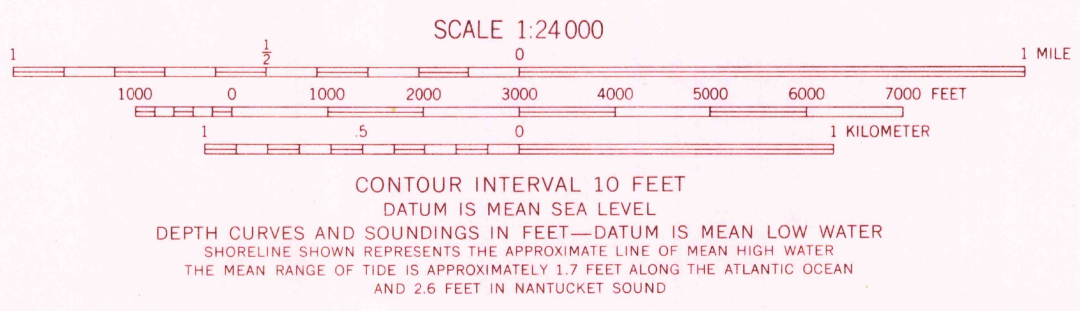 SCALE 1:24 000
1 1/2 0 1 MILE
1000 0 1000 2000 3000 4000 5000 6000 7000 FEET
1 .5 0 1 KILOMETER
CONTOUR INTERVAL 10 FEET
DATUM IS MEAN SEA LEVEL
DEPTH CURVES AND SOUNDINGS IN FEET—DATUM IS MEAN LOW WATER
SHORELINE SHOWN REPRESENTS THE APPROXIMATE LINE OF MEAN HIGH WATER
THE MEAN RANGE OF TIDE IS APPROXIMATELY 1.7 FEET ALONG THE ATLANTIC OCEAN
AND 2.6 FEET IN NANTUCKET SOUND